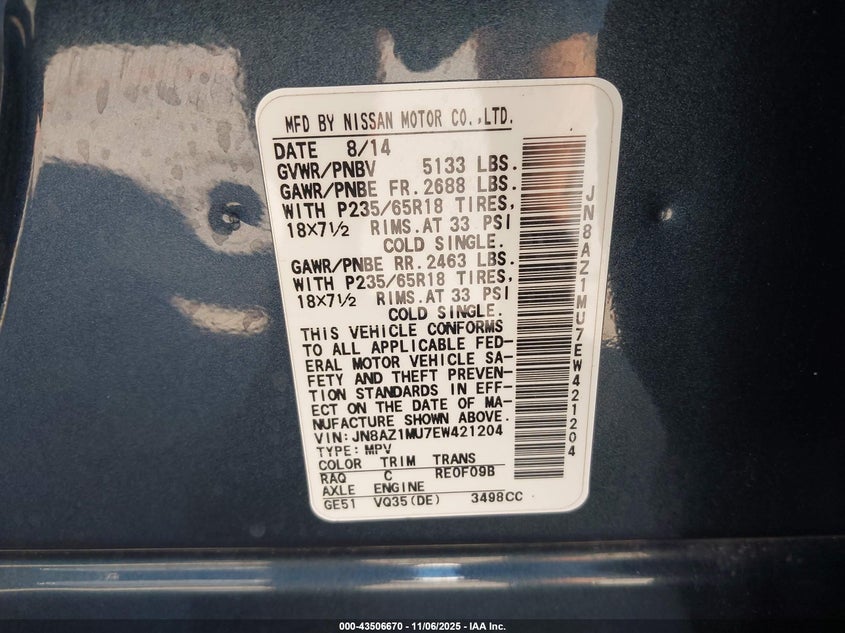 MFD BY NISSAN MOTOR CO.,LTD.
DATE 8/14
GVWR/PNBV 5133 LBS.
GAWR/PNBE FR. 2688 LBS.
WITH P235/65R18 TIRES,
18X7½ RIMS. AT 33 PSI
COLD SINGLE.
GAWR/PNBE RR. 2463 LBS.
WITH P235/65R18 TIRES,
18X7½ RIMS. AT 33 PSI
COLD SINGLE.
THIS VEHICLE CONFORMS
TO ALL APPLICABLE FED-
ERAL MOTOR VEHICLE SA-
FETY AND THEFT PREVEN-
TION STANDARDS IN EFF-
ECT ON THE DATE OF MA-
NUFACTURE SHOWN ABOVE.
VIN:JN8AZ1MU7EW421204
TYPE: MPV
COLOR TRIM TRANS
RAQ C RE0F09B
AXLE ENGINE
GE51 VQ35(DE) 3498CC
JN8AZ1MU7EW421204
000-43506670 - 11/06/2025 - IAA Inc.